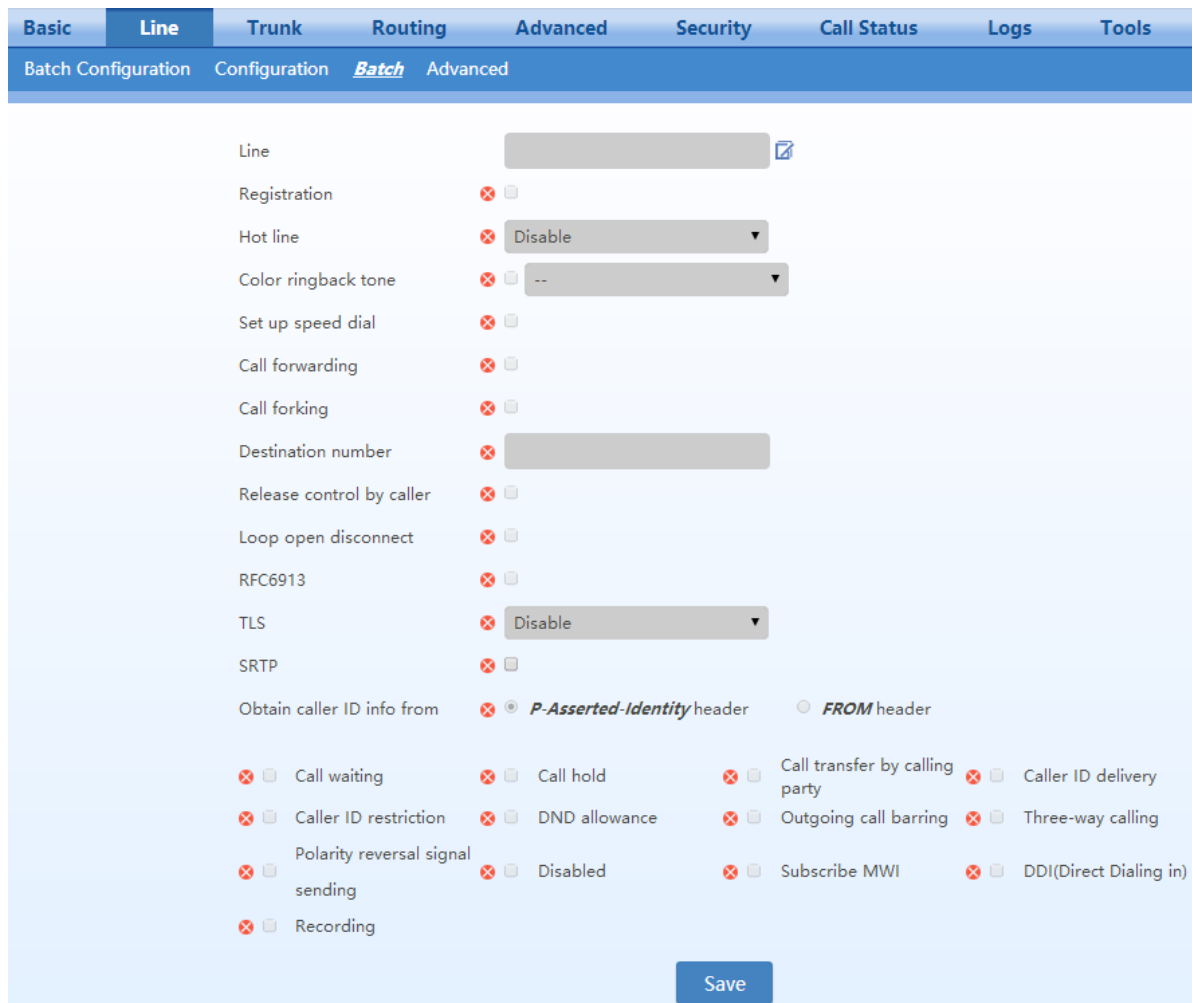 Basic Line Trunk Routing Advanced Security Call Status Logs Tools
Batch Configuration Configuration Batch Advanced
Line
Registration
Hot line Disable
Color ringback tone --
Set up speed dial
Call forwarding
Call forking
Destination number
Release control by caller
Loop open disconnect
RFC6913
TLS Disable
SRTP
Obtain caller ID info from P-Asserted-Identity header FROM header
Call waiting Call hold Call transfer by calling party Caller ID delivery
Caller ID restriction DND allowance Outgoing call barring Three-way calling
Polarity reversal signal sending Disabled Subscribe MWI DDI(Direct Dialing in)
Recording
Save